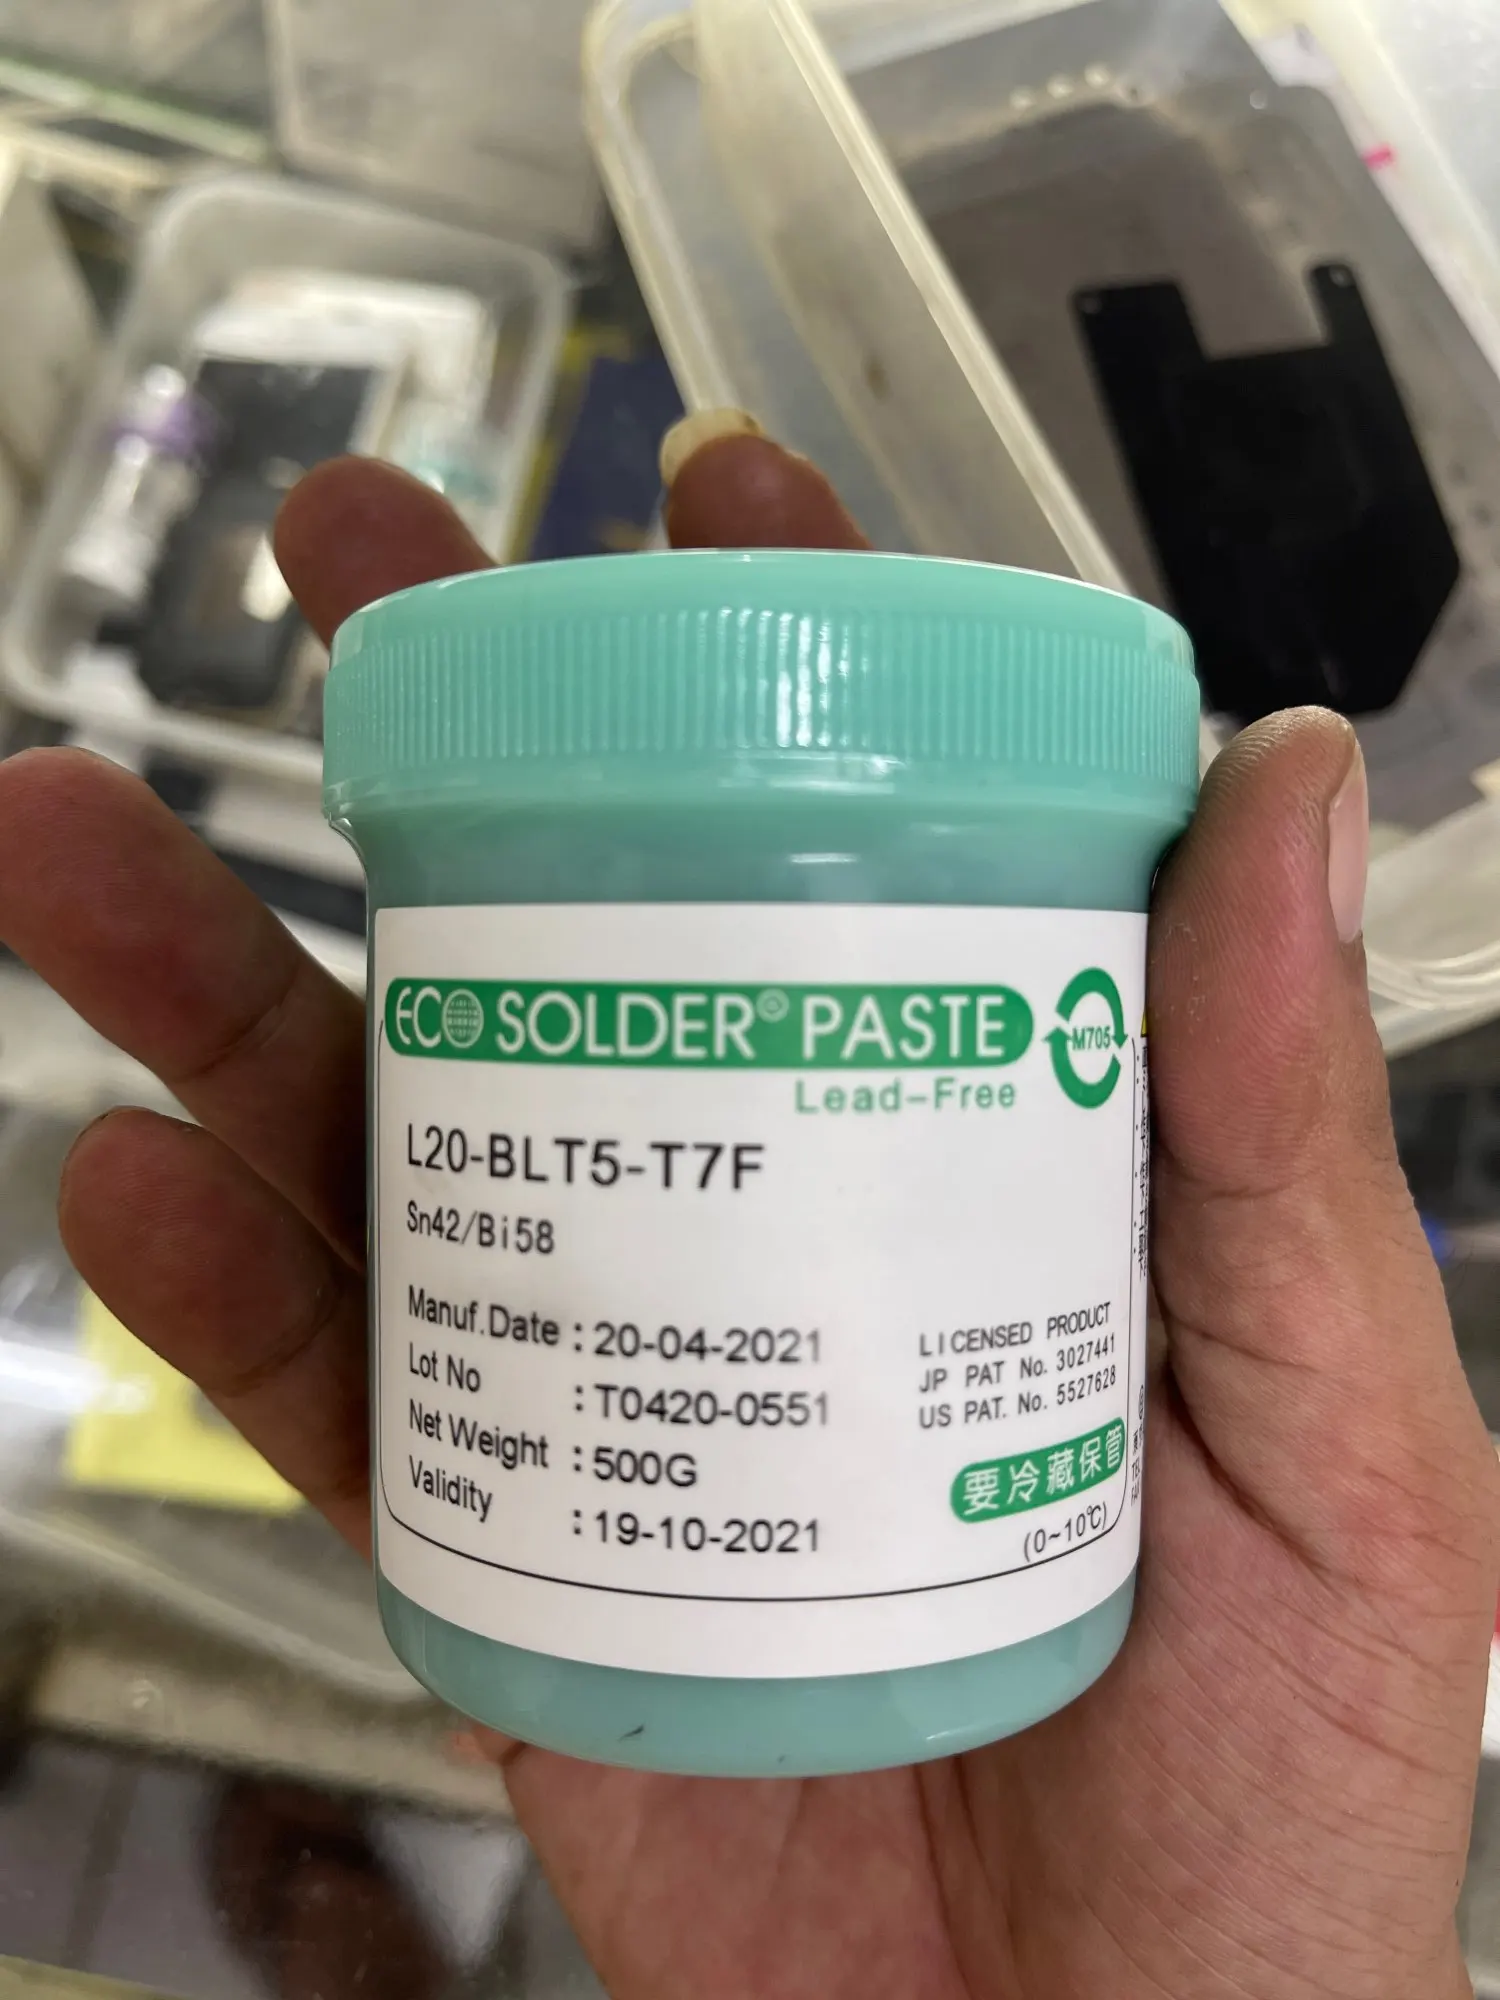 ECO SOLDER® PASTE
M705
Lead-Free
L20-BLT5-T7F
Sn42/Bi58
Manuf.Date : 20-04-2021
Lot No : T0420-0551
Net Weight : 500G
Validity : 19-10-2021
LICENSED PRODUCT
JP PAT No. 3027441
US PAT. No. 5527628
要冷藏保管
(0~10℃)